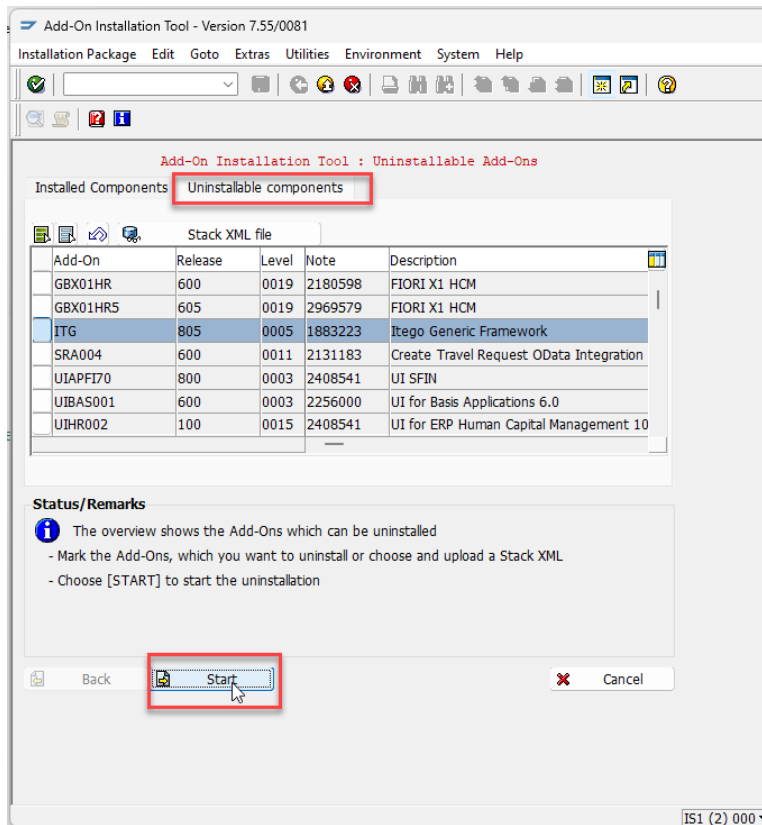 Add-On Installation Tool - Version 7.55/0081
Installation Package Edit Goto Extras Utilities Environment System Help
Add-On Installation Tool : Uninstallable Add-Ons
Installed Components Uninstallable components
Stack XML file
Add-On Release Level Note Description
GBX01HR 600 0019 2180598 FIORI X1 HCM
GBX01HR5 605 0019 2969579 FIORI X1 HCM
ITG 805 0005 1883223 Itego Generic Framework
SRA004 600 0011 2131183 Create Travel Request OData Integration
UIAPFI70 800 0003 2408541 UI SFIN
UIBAS001 600 0003 2256000 UI for Basis Applications 6.0
UIHR002 100 0015 2408541 UI for ERP Human Capital Management 10
Status/Remarks
The overview shows the Add-Ons which can be uninstalled
- Mark the Add-Ons, which you want to uninstall or choose and upload a Stack XML
- Choose [START] to start the uninstallation
Back Start Cancel
IS1 (2) 000